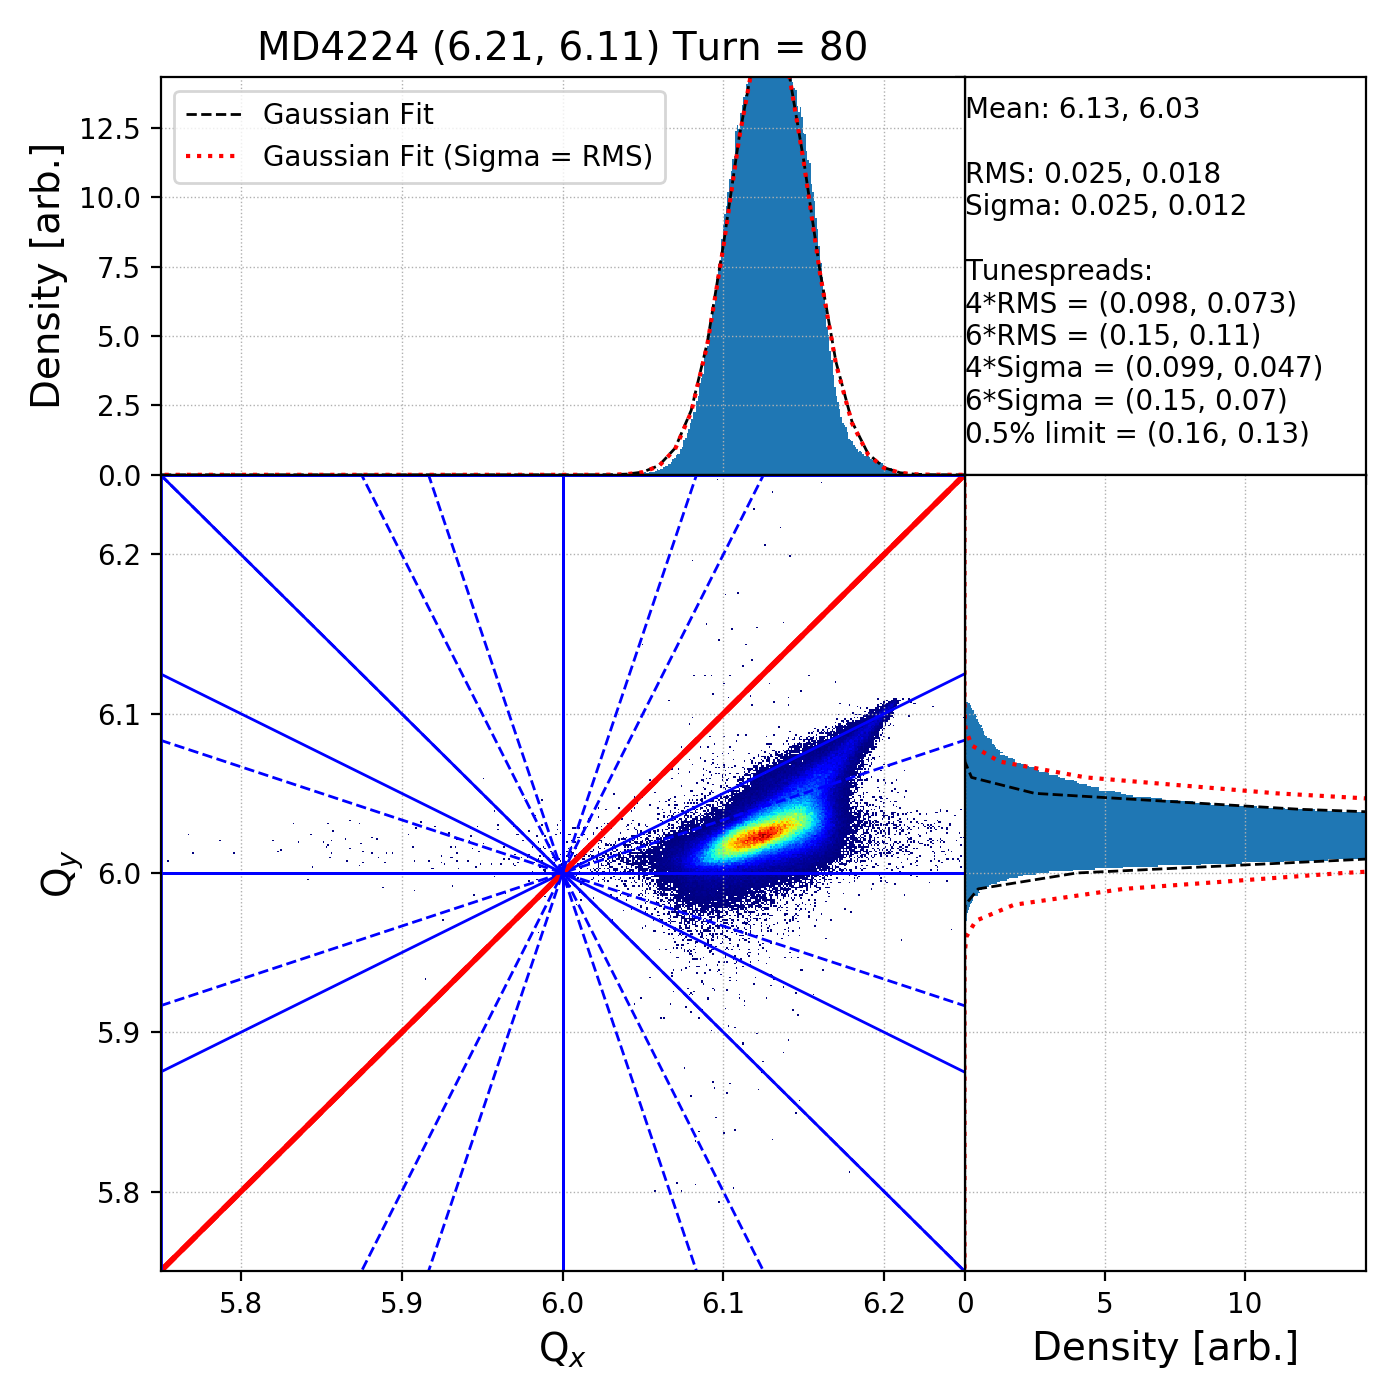 MD4224 (6.21, 6.11) Turn = 80
Gaussian Fit
Gaussian Fit (Sigma = RMS)
Density [arb.]
12.5
10.0
7.5
5.0
2.5
0.0
Mean: 6.13, 6.03
RMS: 0.025, 0.018
Sigma: 0.025, 0.012
Tunespreads:
4*RMS = (0.098, 0.073)
6*RMS = (0.15, 0.11)
4*Sigma = (0.099, 0.047)
6*Sigma = (0.15, 0.07)
0.5% limit = (0.16, 0.13)
Qy
6.2
6.1
6.0
5.9
5.8
5.8 5.9 6.0 6.1 6.2
Qx
0 5 10
Density [arb.]